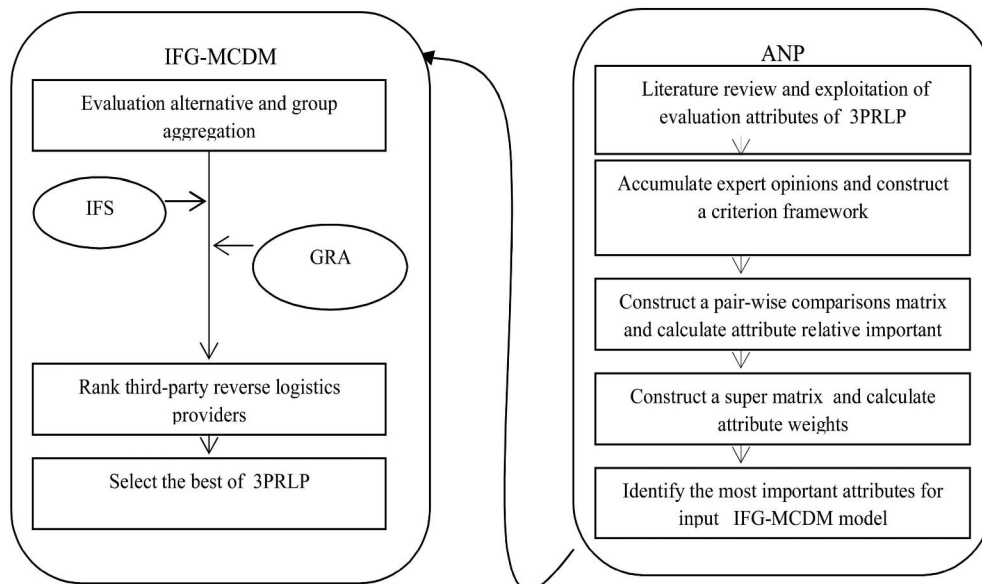 IFG-MCDM
Evaluation alternative and group
aggregation
IFS
GRA
Rank third-party reverse logistics
providers
Select the best of 3PRLP
ANP
Literature review and exploitation of
evaluation attributes of 3PRLP
Accumulate expert opinions and construct
a criterion framework
Construct a pair-wise comparisons matrix
and calculate attribute relative important
Construct a super matrix and calculate
attribute weights
Identify the most important attributes for
input IFG-MCDM model